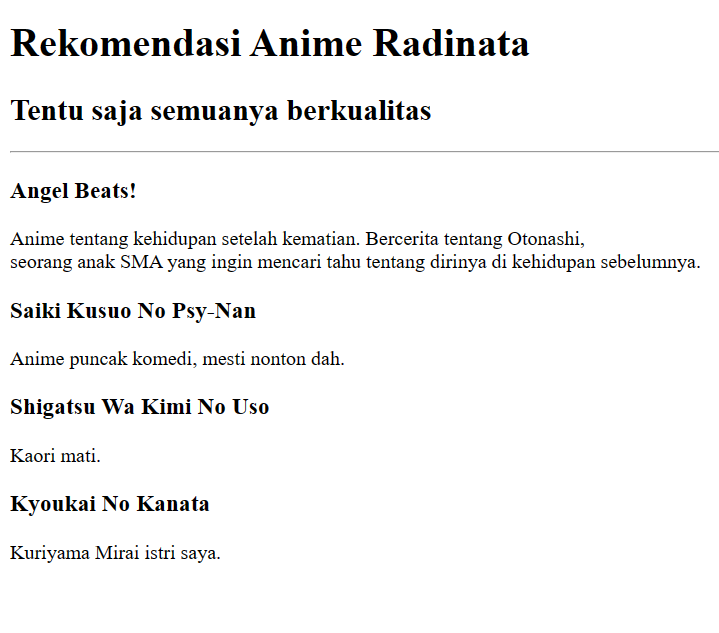 Rekomendasi Anime Radinata
Tentu saja semuanya berkualitas
Angel Beats!
Anime tentang kehidupan setelah kematian. Bercerita tentang Otonashi,
seorang anak SMA yang ingin mencari tahu tentang dirinya di kehidupan sebelumnya.
Saiki Kusuo No Psy-Nan
Anime puncak komedi, mesti nonton dah.
Shigatsu Wa Kimi No Uso
Kaori mati.
Kyoukai No Kanata
Kuriyama Mirai istri saya.